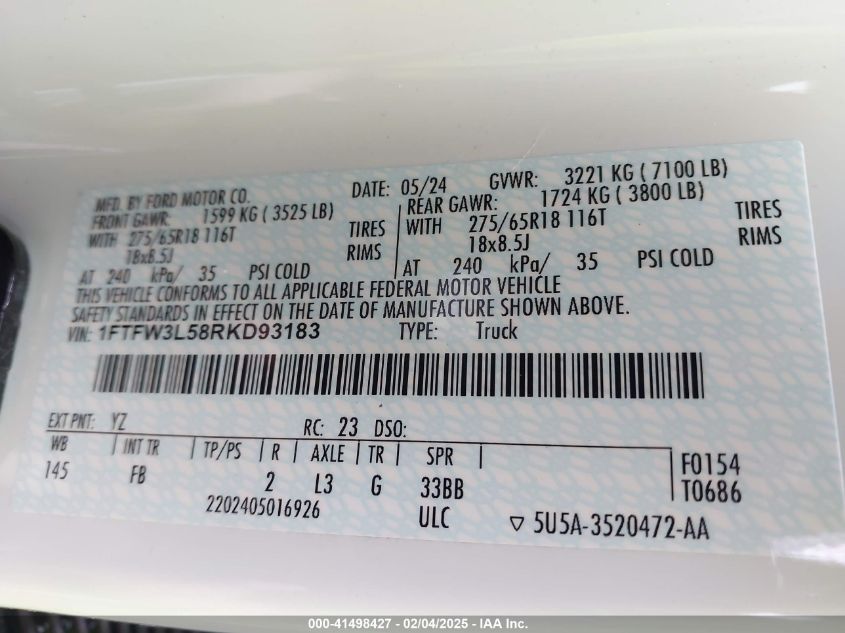 MFD. BY FORD MOTOR CO. DATE: 05/24 GVWR: 3221 KG ( 7100 LB)
FRONT GAWR: 1599 KG ( 3525 LB) REAR GAWR: 1724 KG ( 3800 LB)
WITH 275/65R18 116T TIRES WITH 275/65R18 116T TIRES
18x8.5J RIMS 18x8.5J RIMS
AT 240 kPa/ 35 PSI COLD AT 240 kPa/ 35 PSI COLD
THIS VEHICLE CONFORMS TO ALL APPLICABLE FEDERAL MOTOR VEHICLE
SAFETY STANDARDS IN EFFECT ON THE DATE OF MANUFACTURE SHOWN ABOVE.
VIN: 1FTFW3L58RKD93183 TYPE: Truck
EXT PNT: YZ RC: 23 DSO:
WB INT TR TP/PS R AXLE TR SPR F0154
145 FB 2 L3 G 33BB T0686
2202405016926 ULC ▽ 5U5A-3520472-AA
000-41498427 - 02/04/2025 - IAA Inc.